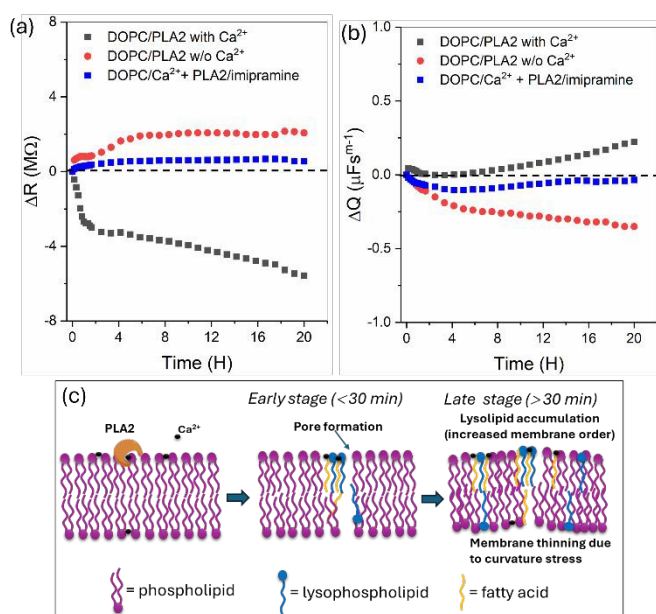 (a)
DOPC/PLA2 with Ca²⁺
DOPC/PLA2 w/o Ca²⁺
DOPC/Ca²⁺+ PLA2/imipramine
ΔR (MΩ)
8
4
0
-4
-8
0 4 8 12 16 20
Time (H)
(b)
DOPC/PLA2 with Ca²⁺
DOPC/PLA2 w/o Ca²⁺
DOPC/Ca²⁺ + PLA2/imipramine
ΔQ (μFsᵐ⁻¹)
1.0
0.5
0.0
-0.5
-1.0
0 4 8 12 16 20
Time (H)
(c)
PLA2
Ca²⁺
Early stage (<30 min)
Pore formation
Late stage (>30 min)
Lysolipid accumulation
(increased membrane order)
Membrane thinning due
to curvature stress
= phospholipid
= lysophospholipid
= fatty acid